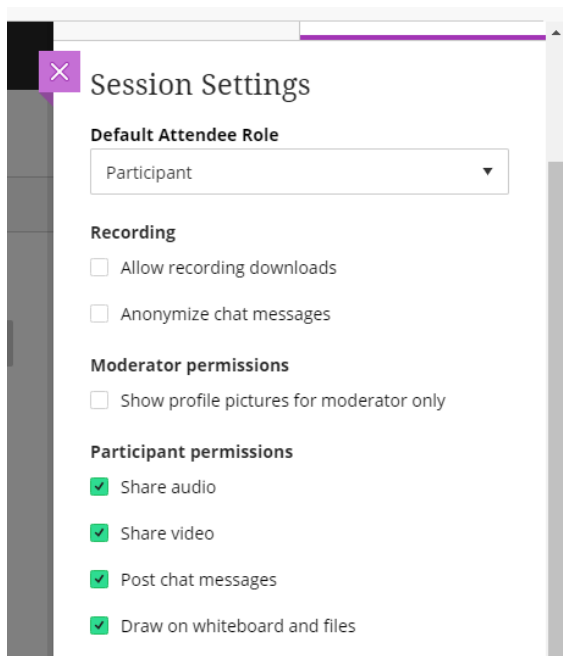 Session Settings
Default Attendee Role
Participant
Recording
Allow recording downloads
Anonymize chat messages
Moderator permissions
Show profile pictures for moderator only
Participant permissions
Share audio
Share video
Post chat messages
Draw on whiteboard and files